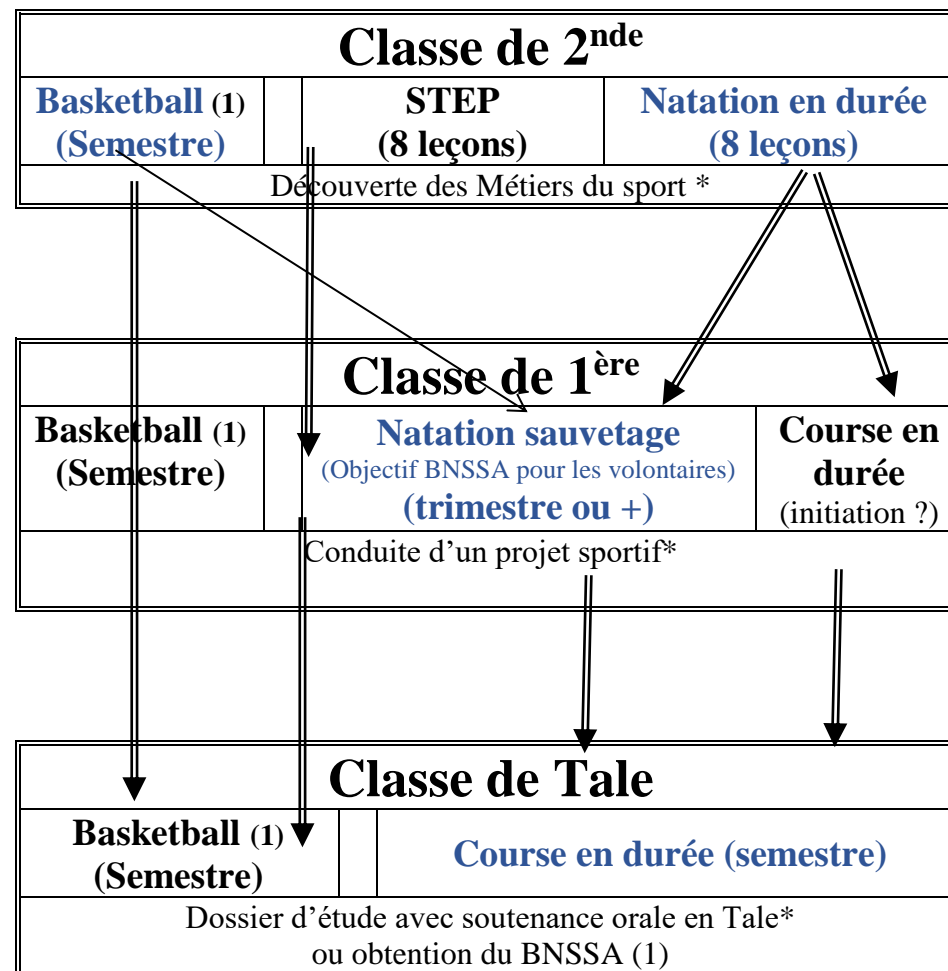 Classe de 2nde
Basketball (1)
(Semestre)
STEP
(8 leçons)
Natation en durée
(8 leçons)
Découverte des Métiers du sport *
Classe de 1ère
Basketball (1)
(Semestre)
Natation sauvetage
(Objectif BNSSA pour les volontaires)
(trimestre ou +)
Course en
durée
(initiation ?)
Conduite d’un projet sportif*
Classe de Tale
Basketball (1)
(Semestre)
Course en durée (semestre)
Dossier d’étude avec soutenance orale en Tale*
ou obtention du BNSSA (1)